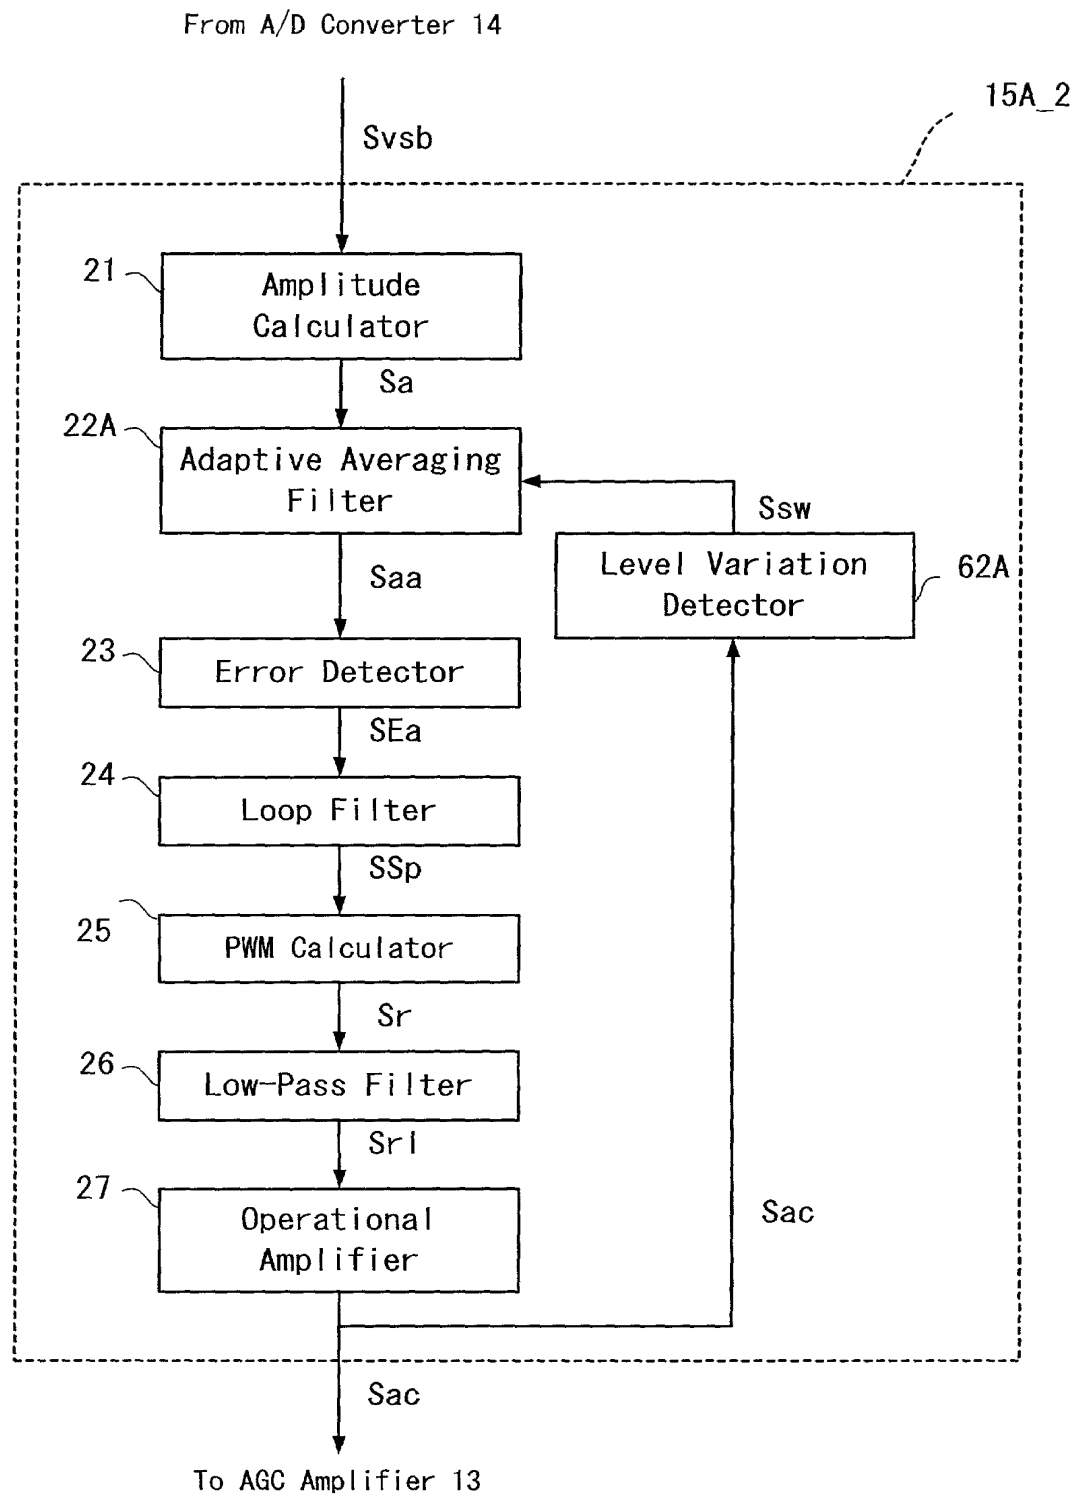 From A/D Converter 14
15A_2
Svsb
21
Amplitude
Calculator
Sa
22A
Adaptive Averaging
Filter
Ssw
Level Variation
Detector
62A
Saa
23
Error Detector
SEa
24
Loop Filter
SSp
25
PWM Calculator
Sr
26
Low-Pass Filter
Srl
27
Operational
Amplifier
Sac
Sac
To AGC Amplifier 13